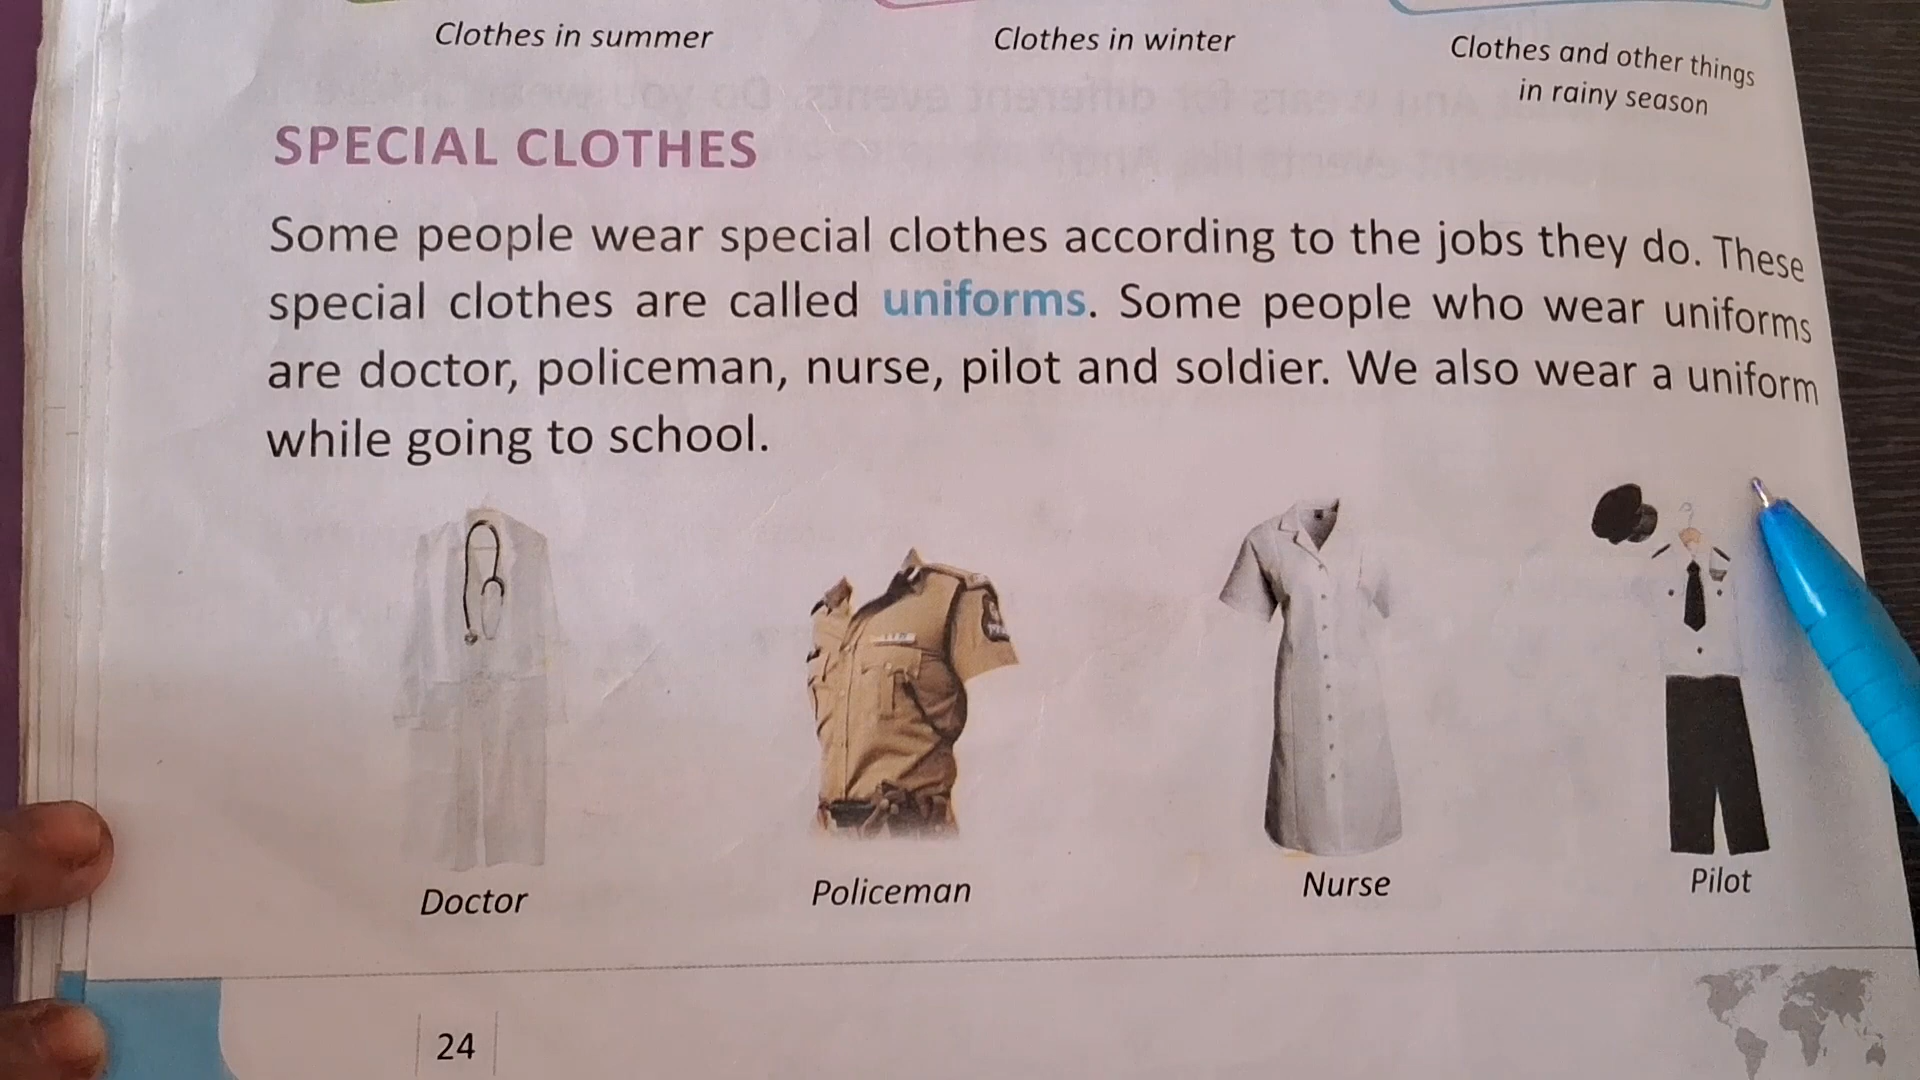 Clothes in summer
Clothes in winter
Clothes and other things
in rainy season
SPECIAL CLOTHES
Some people wear special clothes according to the jobs they do. These
special clothes are called uniforms. Some people who wear uniforms
are doctor, policeman, nurse, pilot and soldier. We also wear a uniform
while going to school.
Doctor
Policeman
Nurse
Pilot
24